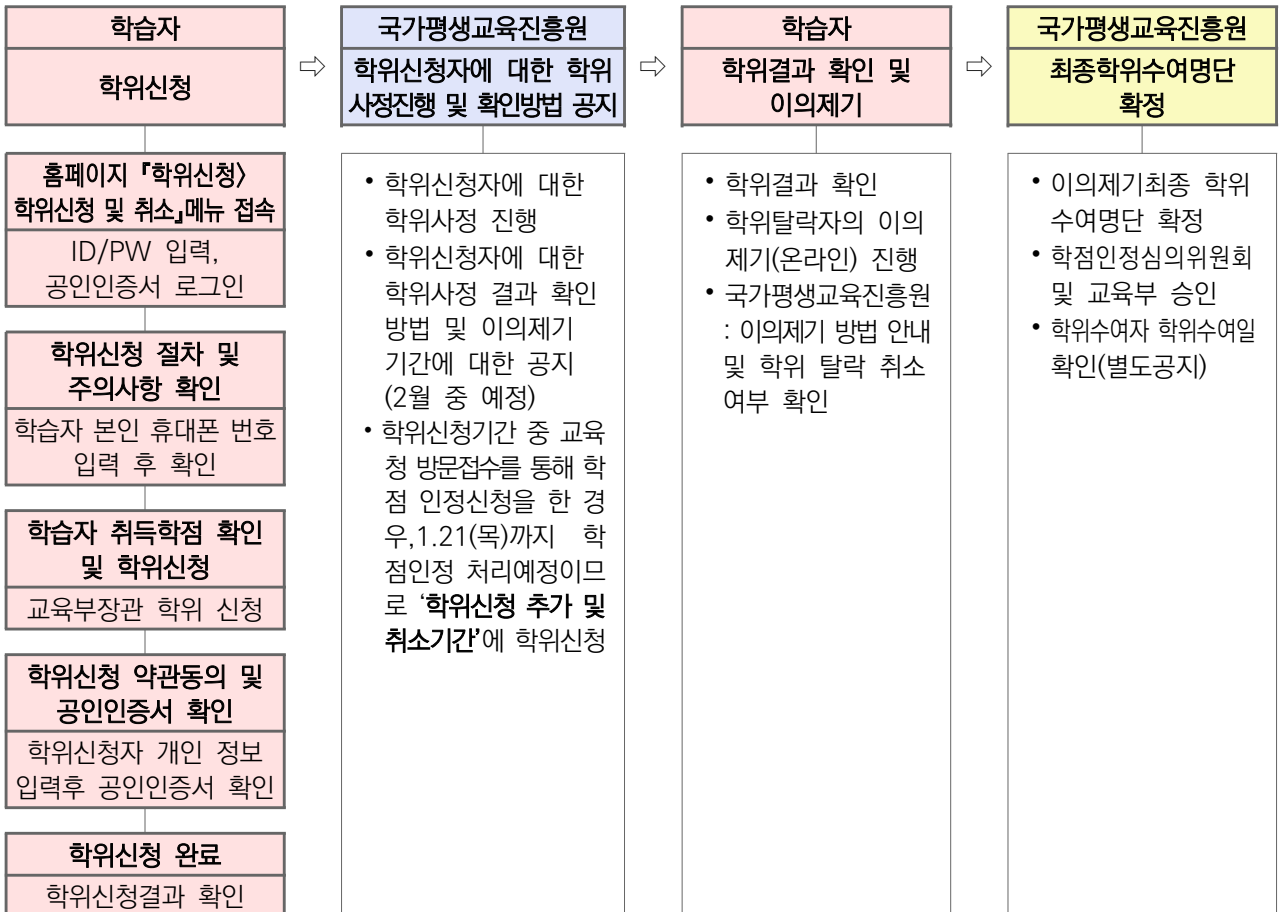 학습자
학위신청
홈페이지『학위신청〉
학위신청 및 취소』메뉴 접속
ID/PW 입력,
공인인증서 로그인
학위신청 절차 및
주의사항 확인
학습자 본인 휴대폰 번호
입력 후 확인
학습자 취득학점 확인
및 학위신청
교육부장관 학위 신청
학위신청 약관동의 및
공인인증서 확인
학위신청자 개인 정보
입력후 공인인증서 확인
학위신청 완료
학위신청결과 확인
⇨
국가평생교육진흥원
학위신청자에 대한 학위
사정진행 및 확인방법 공지
• 학위신청자에 대한
학위사정 진행
• 학위신청자에 대한
학위사정 결과 확인
방법 및 이의제기
기간에 대한 공지
(2월 중 예정)
• 학위신청기간 중 교육
청 방문접수를 통해 학
점 인정신청을 한 경
우,1.21(목)까지 학
점인정 처리예정이므
로 ‘학위신청 추가 및
취소기간’에 학위신청
⇨
학습자
학위결과 확인 및
이의제기
• 학위결과 확인
• 학위탈락자의 이의
제기(온라인) 진행
• 국가평생교육진흥원
: 이의제기 방법 안내
및 학위 탈락 취소
여부 확인
⇨
국가평생교육진흥원
최종학위수여명단
확정
• 이의제기최종 학위
수여명단 확정
• 학점인정심의위원회
및 교육부 승인
• 학위수여자 학위수여일
확인(별도공지)